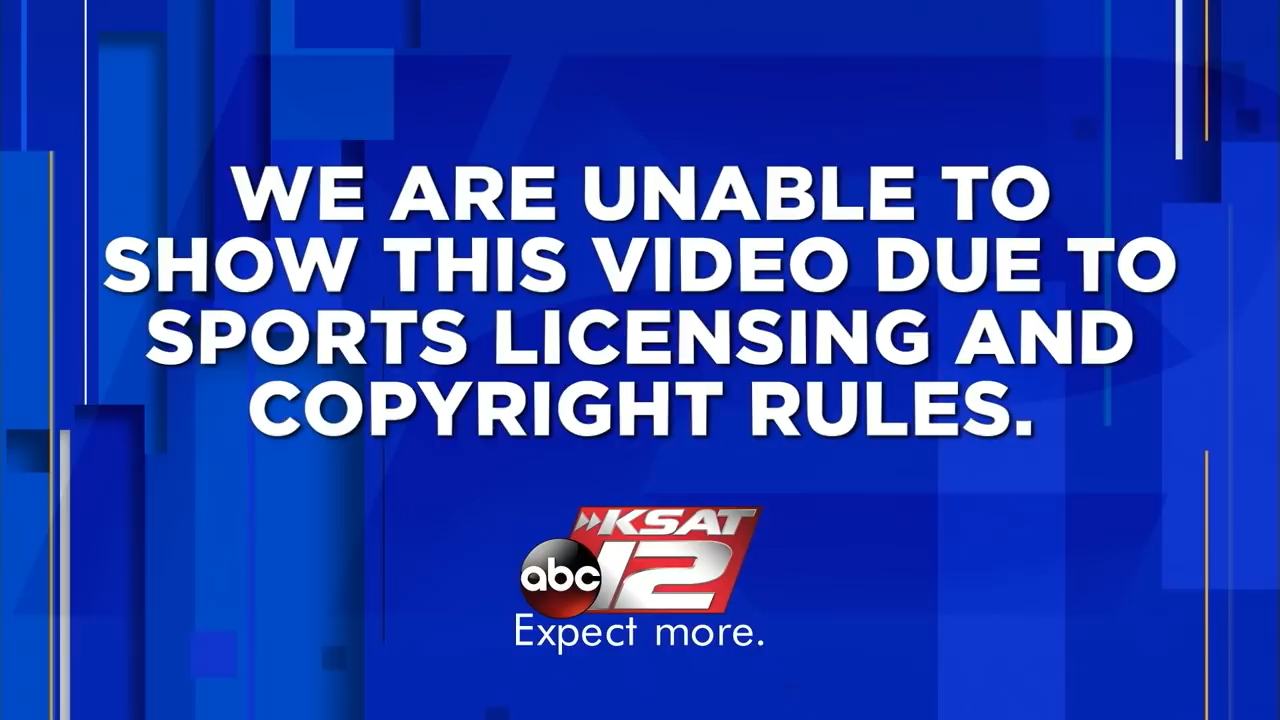 WE ARE UNABLE TO
SHOW THIS VIDEO DUE TO
SPORTS LICENSING AND
COPYRIGHT RULES.
KSAT
abc 12
Expect more.